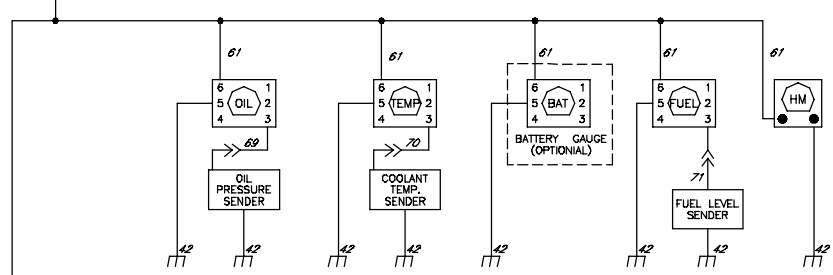 61 61 61 61 61
6 1 6 1 6 1 6 1
5 OIL 2 5 TEMP 2 5 BAT 2 5 FUEL 2 HM
4 3 4 3 4 3 4 3
69 70 BATTERY GAUGE
(OPTIONIAL)
OIL
PRESSURE
SENDER
COOLANT
TEMP.
SENDER
71
FUEL LEVEL
SENDER
42 42 42 42 42 42 42 42